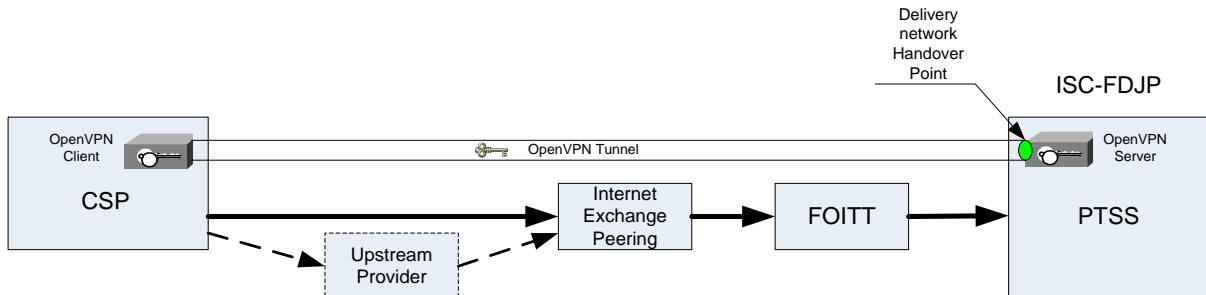 Delivery
network
Handover
Point
ISC-FDJP
OpenVPN
Client
OpenVPN Tunnel
OpenVPN
Server
CSP
Internet
Exchange
Peering
FOITT
PTSS
Upstream
Provider